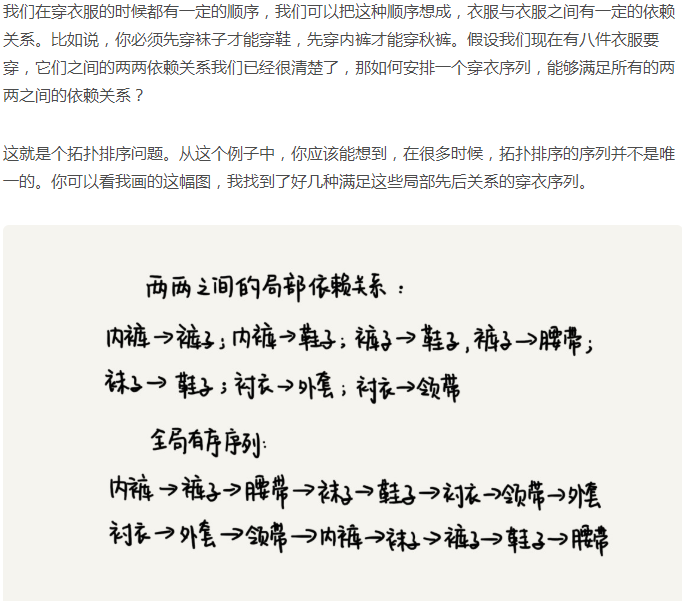 我们在穿衣服的时候都有一定的顺序，我们可以把这种顺序想成，衣服与衣服之间有一定的依赖
关系。比如说，你必须先穿袜子才能穿鞋，先穿内裤才能穿秋裤。假设我们现在有八件衣服要
穿，它们之间的两两依赖关系我们已经很清楚了，那如何安排一个穿衣序列，能够满足所有的两
两之间的依赖关系？
这就是个拓扑排序问题。从这个例子中，你应该能想到，在很多时候，拓扑排序的序列并不是唯
一的。你可以看我画的这幅图，我找到了好几种满足这些局部先后关系的穿衣序列。
两两之间的局部依赖关系：
内裤→裤子；内裤→鞋子；裤子→鞋子，裤子→腰带；
袜子→鞋子；衬衣→外套；衬衣→领带
全局有序序列：
内裤→裤子→腰带→袜子→鞋子→衬衣→领带→外套
衬衣→外套→领带→内裤→袜子→裤子→鞋子→腰带